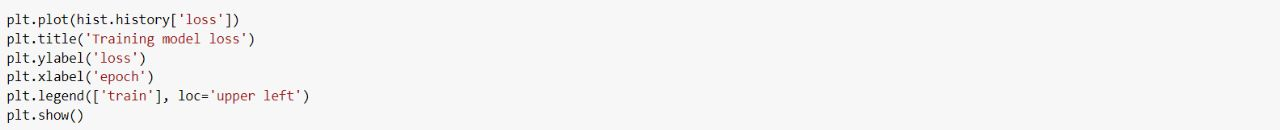 plt.plot(hist.history['loss'])
plt.title('Training model loss')
plt.ylabel('loss')
plt.xlabel('epoch')
plt.legend(['train'], loc='upper left')
plt.show()